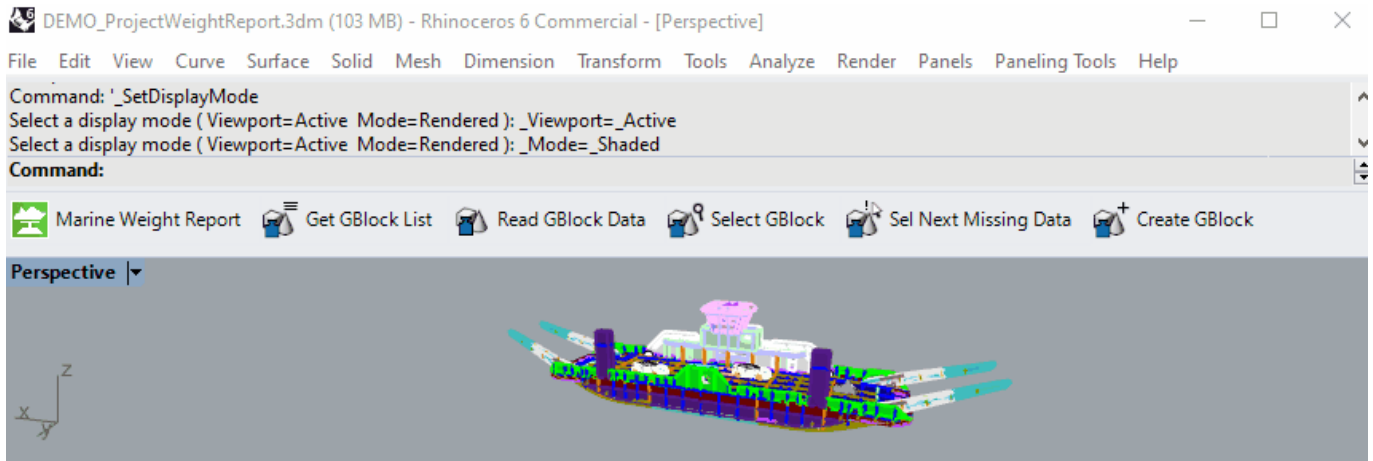 DEMO_ProjectWeightReport.3dm (103 MB) - Rhinoceros 6 Commercial - [Perspective]
File Edit View Curve Surface Solid Mesh Dimension Transform Tools Analyze Render Panels Paneling Tools Help
Command: '_SetDisplayMode
Select a display mode ( Viewport=Active Mode=Rendered ): _Viewport=_Active
Select a display mode ( Viewport=Active Mode=Rendered ): _Mode=_Shaded
Command:
Marine Weight Report Get GBlock List Read GBlock Data Select GBlock Sel Next Missing Data Create GBlock
Perspective
z
x
y